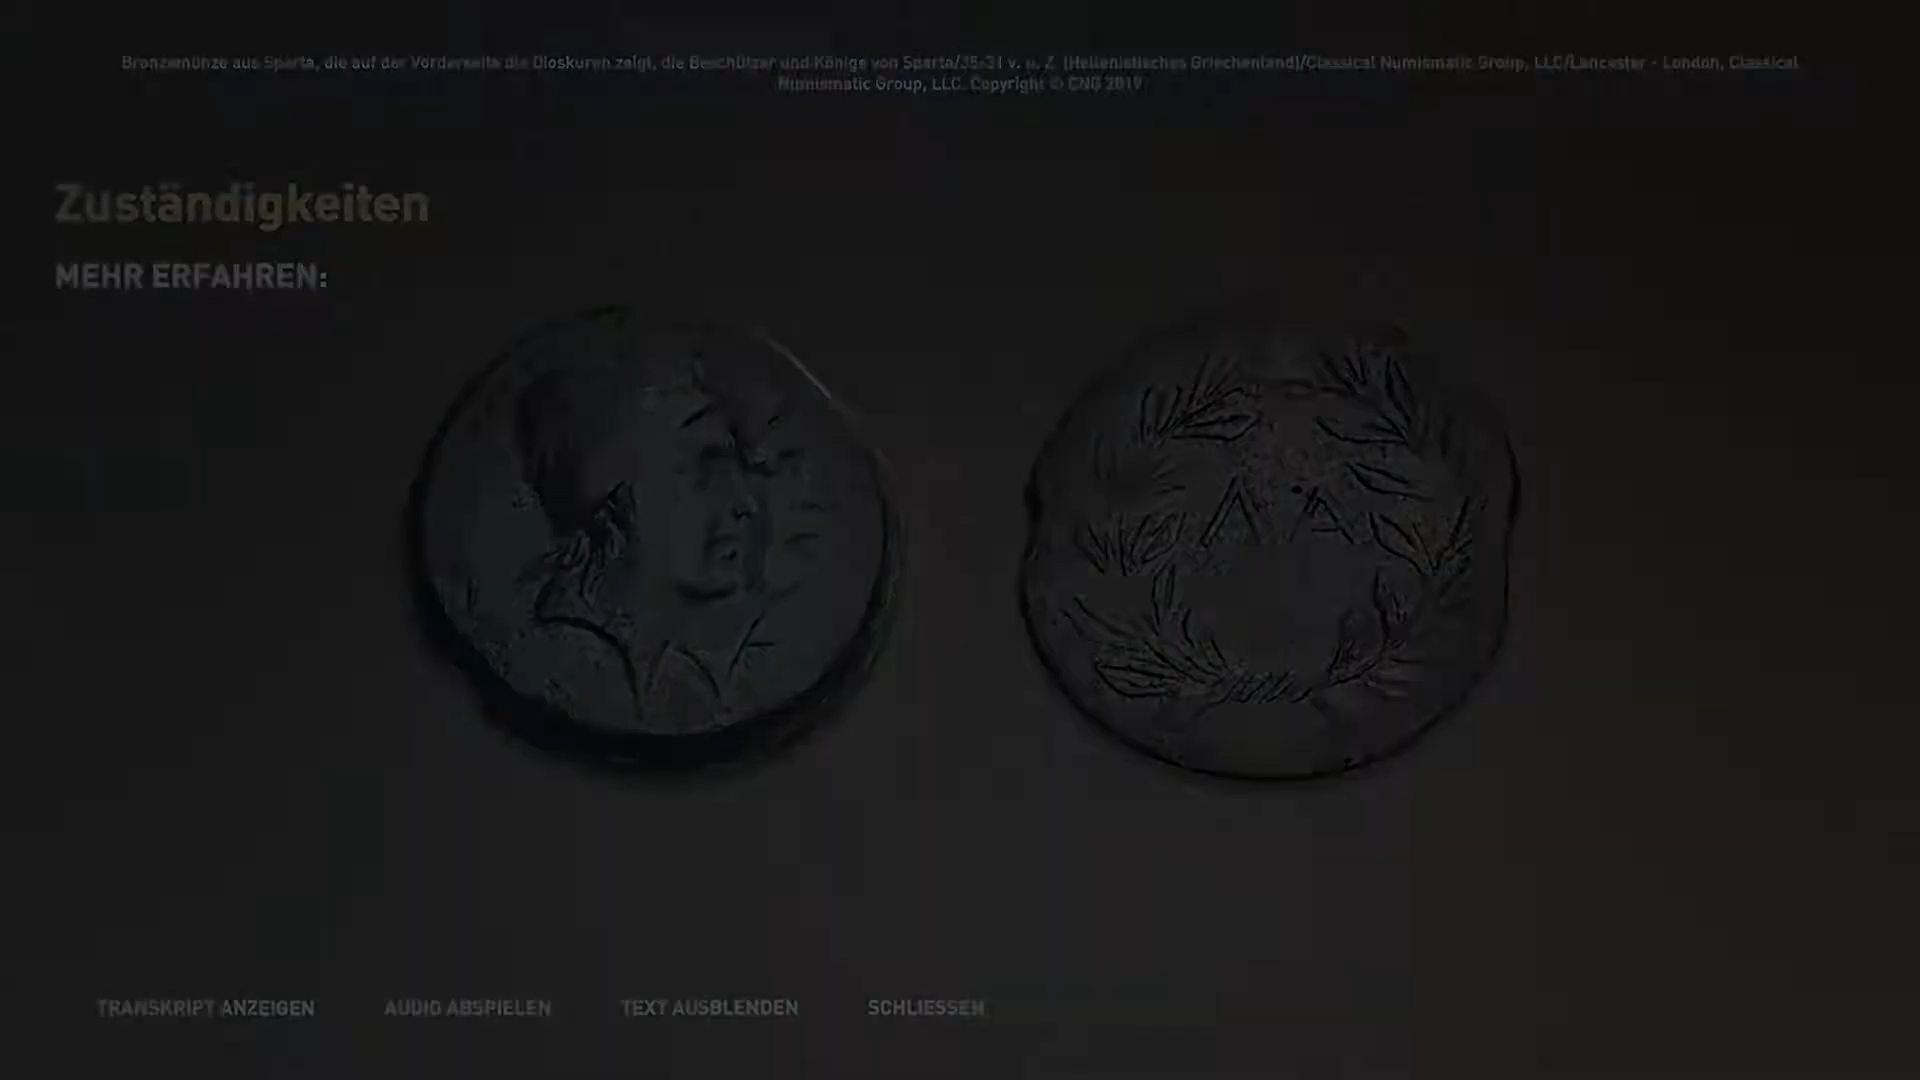 Bronzemünze aus Sparta, die auf der Vorderseite die Dioskuren zeigt, die Beschützer und Könige von Sparta/35-31 v. u. Z. (Hellenistisches Griechenland)/Classical Numismatic Group, LLC/Lancaster - London, Classical
Numismatic Group, LLC. Copyright © CNG 2019
Zuständigkeiten
MEHR ERFAHREN:
Λ A
TRANSKRIPT ANZEIGEN AUDIO ABSPIELEN TEXT AUSBLENDEN SCHLIESSEN